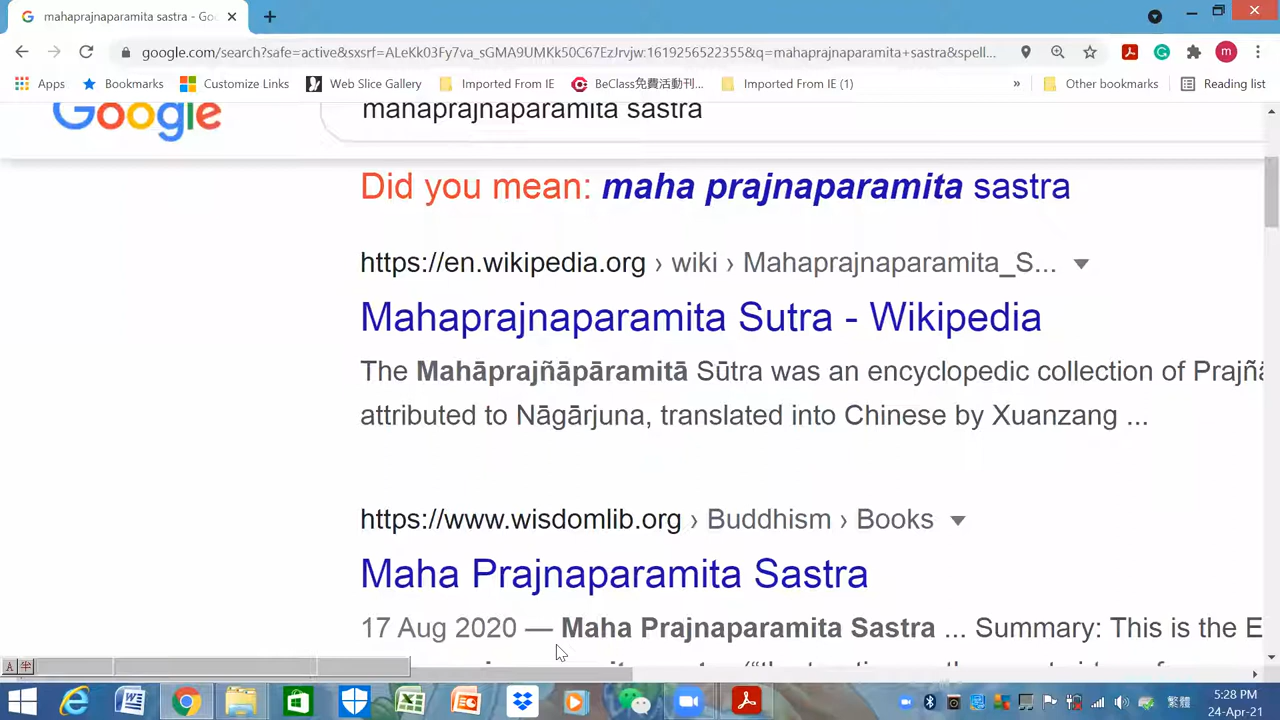 mahaprajnaparamita sastra - Goo
google.com/search?safe=active&sxsrf=ALeKk03Fv7va_sGMA9UMKk50C67EzJrvjw:1619256522355&q=mahaprajnaparamita+sastra&spell...
m
Apps Bookmarks Customize Links Web Slice Gallery Imported From IE BeClass免費活動刊... Imported From IE (1) » Other bookmarks Reading list
Google mahaprajnaparamita sastra
Did you mean: maha prajnaparamita sastra
https://en.wikipedia.org › wiki › Mahaprajnaparamita_S...
Mahaprajnaparamita Sutra - Wikipedia
The Mahāprajñāpāramitā Sūtra was an encyclopedic collection of Prajñā
attributed to Nāgārjuna, translated into Chinese by Xuanzang ...
https://www.wisdomlib.org › Buddhism › Books
Maha Prajnaparamita Sastra
17 Aug 2020 — Maha Prajnaparamita Sastra ... Summary: This is the E
A 半
繁體 5:28 PM
24-Apr-21